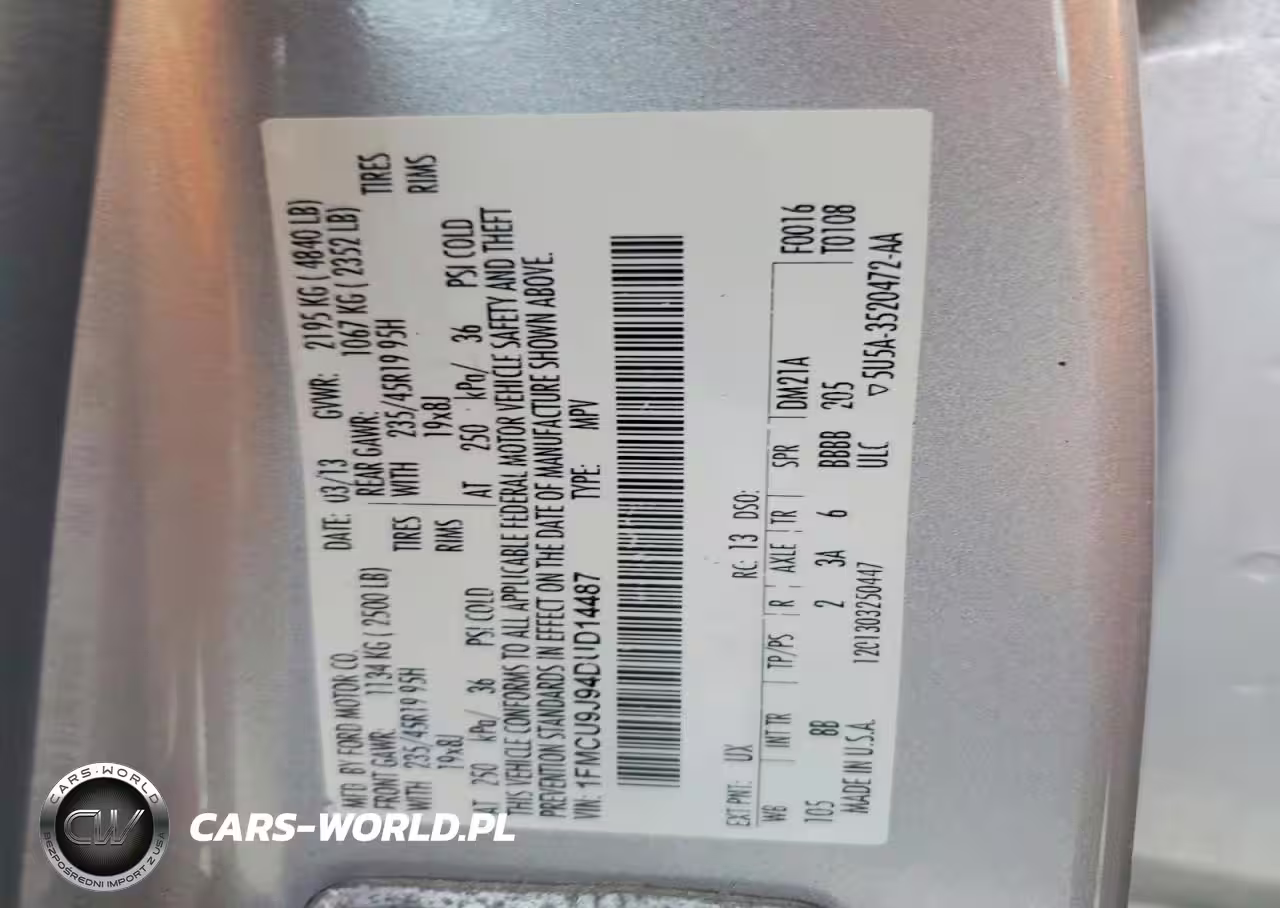 MFD BY FORD MOTOR CO. DATE: 03/13 GVWR: 2195 KG ( 4840 LB)
FRONT GAWR: 1134 KG ( 2500 LB) REAR GAWR: 1067 KG ( 2352 LB)
WITH 235/45R19 95H TIRES WITH 235/45R19 95H TIRES
19x8J RIMS 19x8J RIMS
AT 250 kPa/ 36 PSI COLD AT 250 kPa/ 36 PSI COLD
THIS VEHICLE CONFORMS TO ALL APPLICABLE FEDERAL MOTOR VEHICLE SAFETY AND THEFT
PREVENTION STANDARDS IN EFFECT ON THE DATE OF MANUFACTURE SHOWN ABOVE.
VIN: 1FMCU9J94DUD14487 TYPE: MPV
EXT PNT: UX RC: 13 DSO:
WB INT TR TP/PS R AXLE TR SPR DM21A F0016
105 BB 2 3A 6 BBBB 205 T0108
MADE IN U.S.A. ULC ▽ 5U5A-3520472-AA
CARS-WORLD
CW
BEZPOŚREDNI IMPORT Z USA
CARS-WORLD.PL